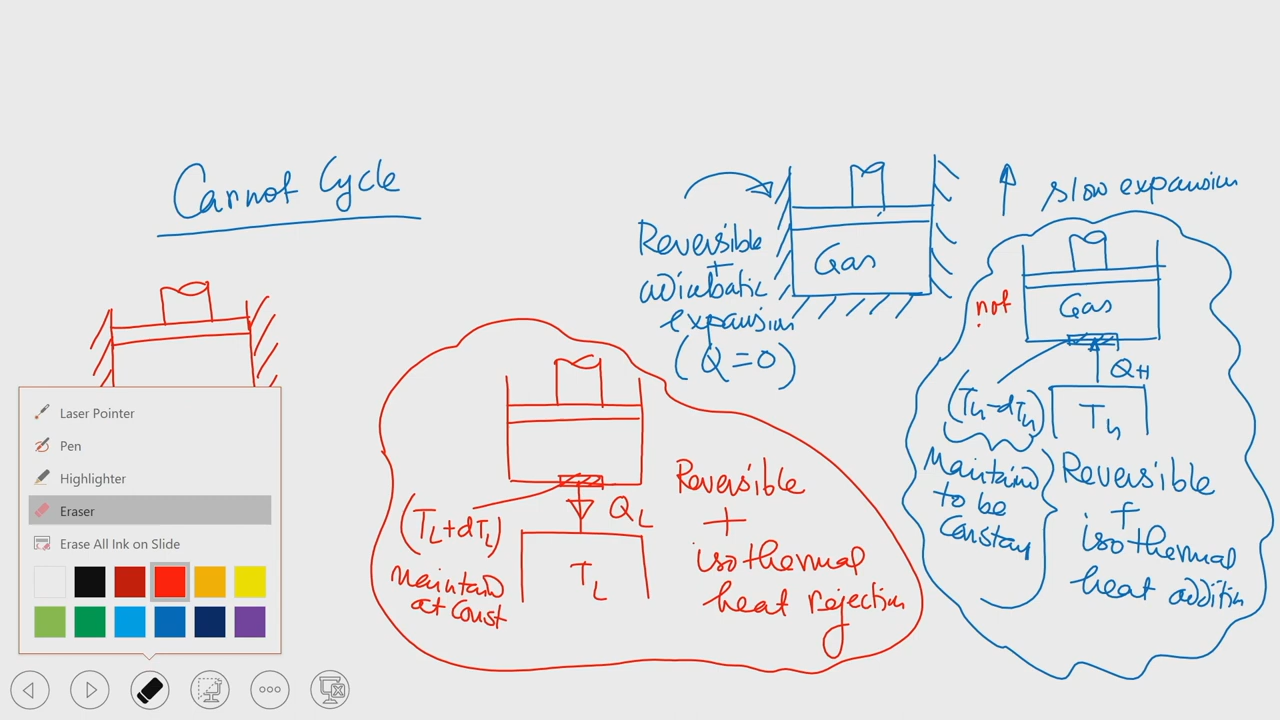 Carnot Cycle
Reversible
+
adiabatic
expansion
(Q=0)
Gas
slow expansion
not
Gas
QH
(Th-dTh)
Th
Maintain
to be
Constant
Reversible
+
isothermal
heat addition
(TL+dTL)
Maintain
at Const
QL
TL
Reversible
+
isothermal
heat rejection
Laser Pointer
Pen
Highlighter
Eraser
Erase All Ink on Slide